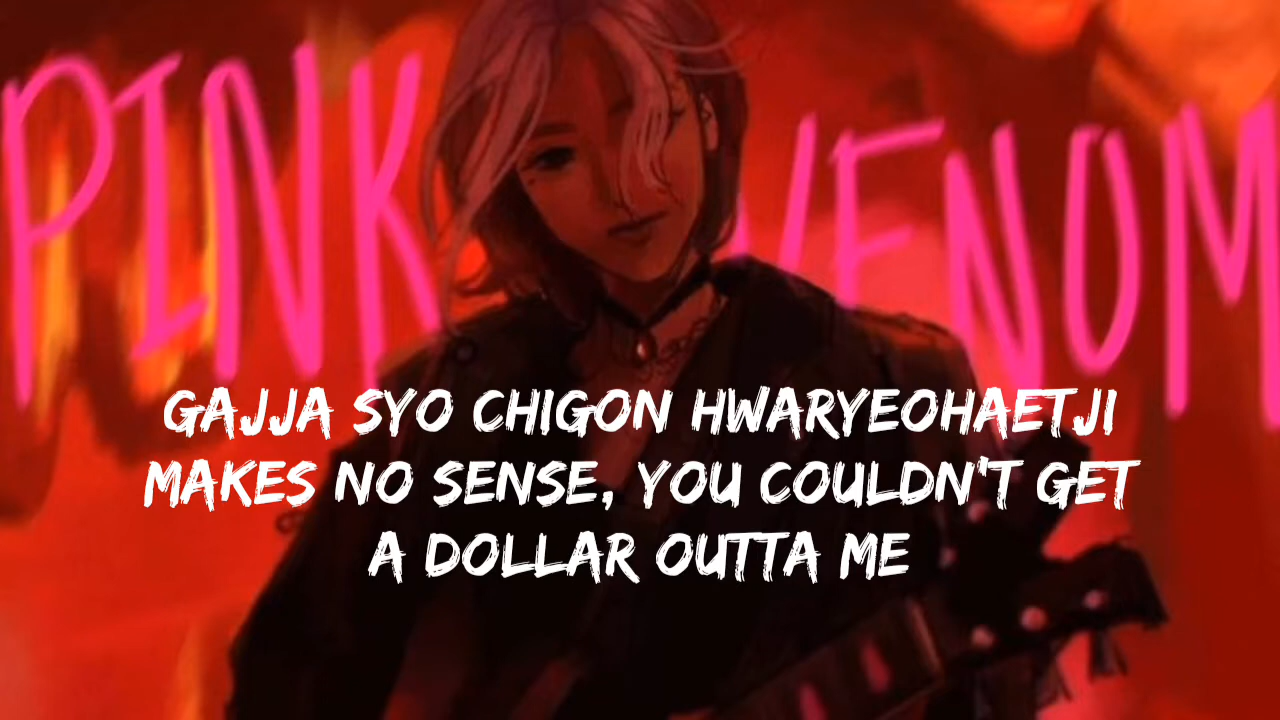 PINK VENOM
GAJJA SYO CHIGON HWARYEOHAETJI
MAKES NO SENSE, YOU COULDN'T GET
A DOLLAR OUTTA ME